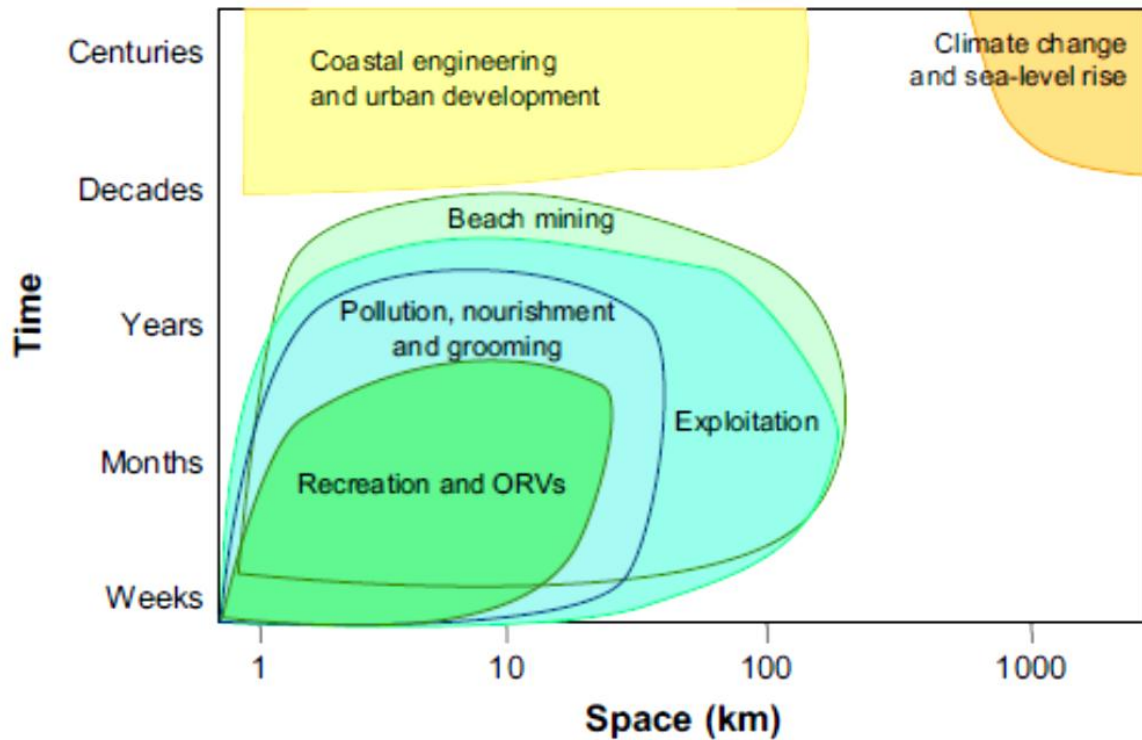 Centuries
Coastal engineering
and urban development
Climate change
and sea-level rise
Decades
Beach mining
Time
Years
Pollution, nourishment
and grooming
Exploitation
Months
Recreation and ORVs
Weeks
1
10
100
1000
Space (km)